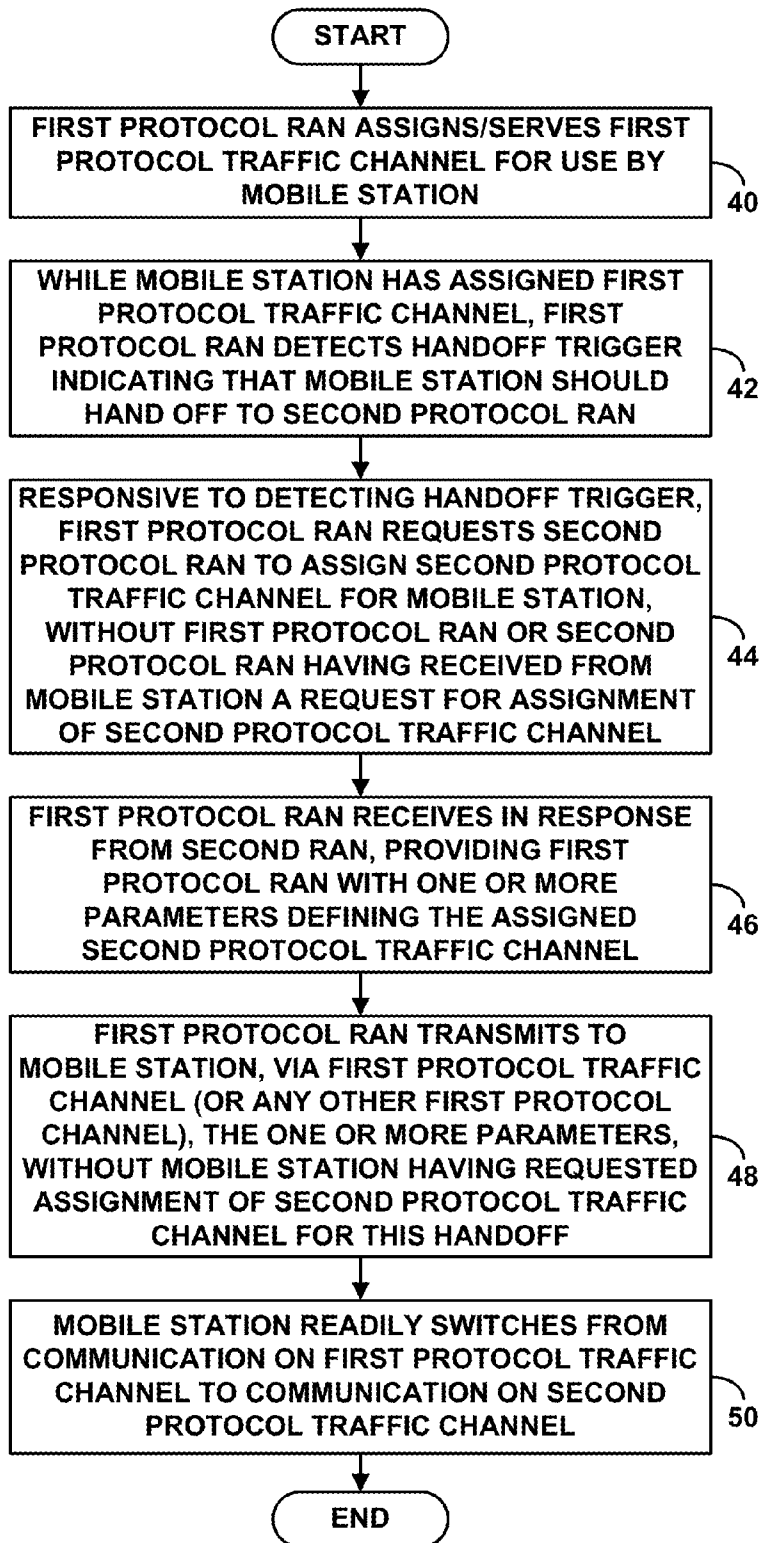 START
FIRST PROTOCOL RAN ASSIGNS/SERVES FIRST
PROTOCOL TRAFFIC CHANNEL FOR USE BY
MOBILE STATION
40
WHILE MOBILE STATION HAS ASSIGNED FIRST
PROTOCOL TRAFFIC CHANNEL, FIRST
PROTOCOL RAN DETECTS HANDOFF TRIGGER
INDICATING THAT MOBILE STATION SHOULD
HAND OFF TO SECOND PROTOCOL RAN
42
RESPONSIVE TO DETECTING HANDOFF TRIGGER,
FIRST PROTOCOL RAN REQUESTS SECOND
PROTOCOL RAN TO ASSIGN SECOND PROTOCOL
TRAFFIC CHANNEL FOR MOBILE STATION,
WITHOUT FIRST PROTOCOL RAN OR SECOND
PROTOCOL RAN HAVING RECEIVED FROM
MOBILE STATION A REQUEST FOR ASSIGNMENT
OF SECOND PROTOCOL TRAFFIC CHANNEL
44
FIRST PROTOCOL RAN RECEIVES IN RESPONSE
FROM SECOND RAN, PROVIDING FIRST
PROTOCOL RAN WITH ONE OR MORE
PARAMETERS DEFINING THE ASSIGNED
SECOND PROTOCOL TRAFFIC CHANNEL
46
FIRST PROTOCOL RAN TRANSMITS TO
MOBILE STATION, VIA FIRST PROTOCOL TRAFFIC
CHANNEL (OR ANY OTHER FIRST PROTOCOL
CHANNEL), THE ONE OR MORE PARAMETERS,
WITHOUT MOBILE STATION HAVING REQUESTED
ASSIGNMENT OF SECOND PROTOCOL TRAFFIC
CHANNEL FOR THIS HANDOFF
48
MOBILE STATION READILY SWITCHES FROM
COMMUNICATION ON FIRST PROTOCOL TRAFFIC
CHANNEL TO COMMUNICATION ON SECOND
PROTOCOL TRAFFIC CHANNEL
50
END